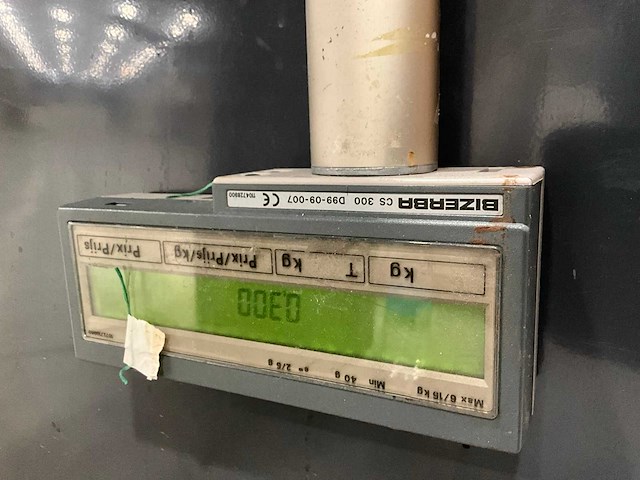 Max 6/15 kg Min 40 g e= 2/5 g
0E00
kg T kg Prix/Prijs/kg Prix/Prijs
BIZERBA CS 300 D99-09-007 CE